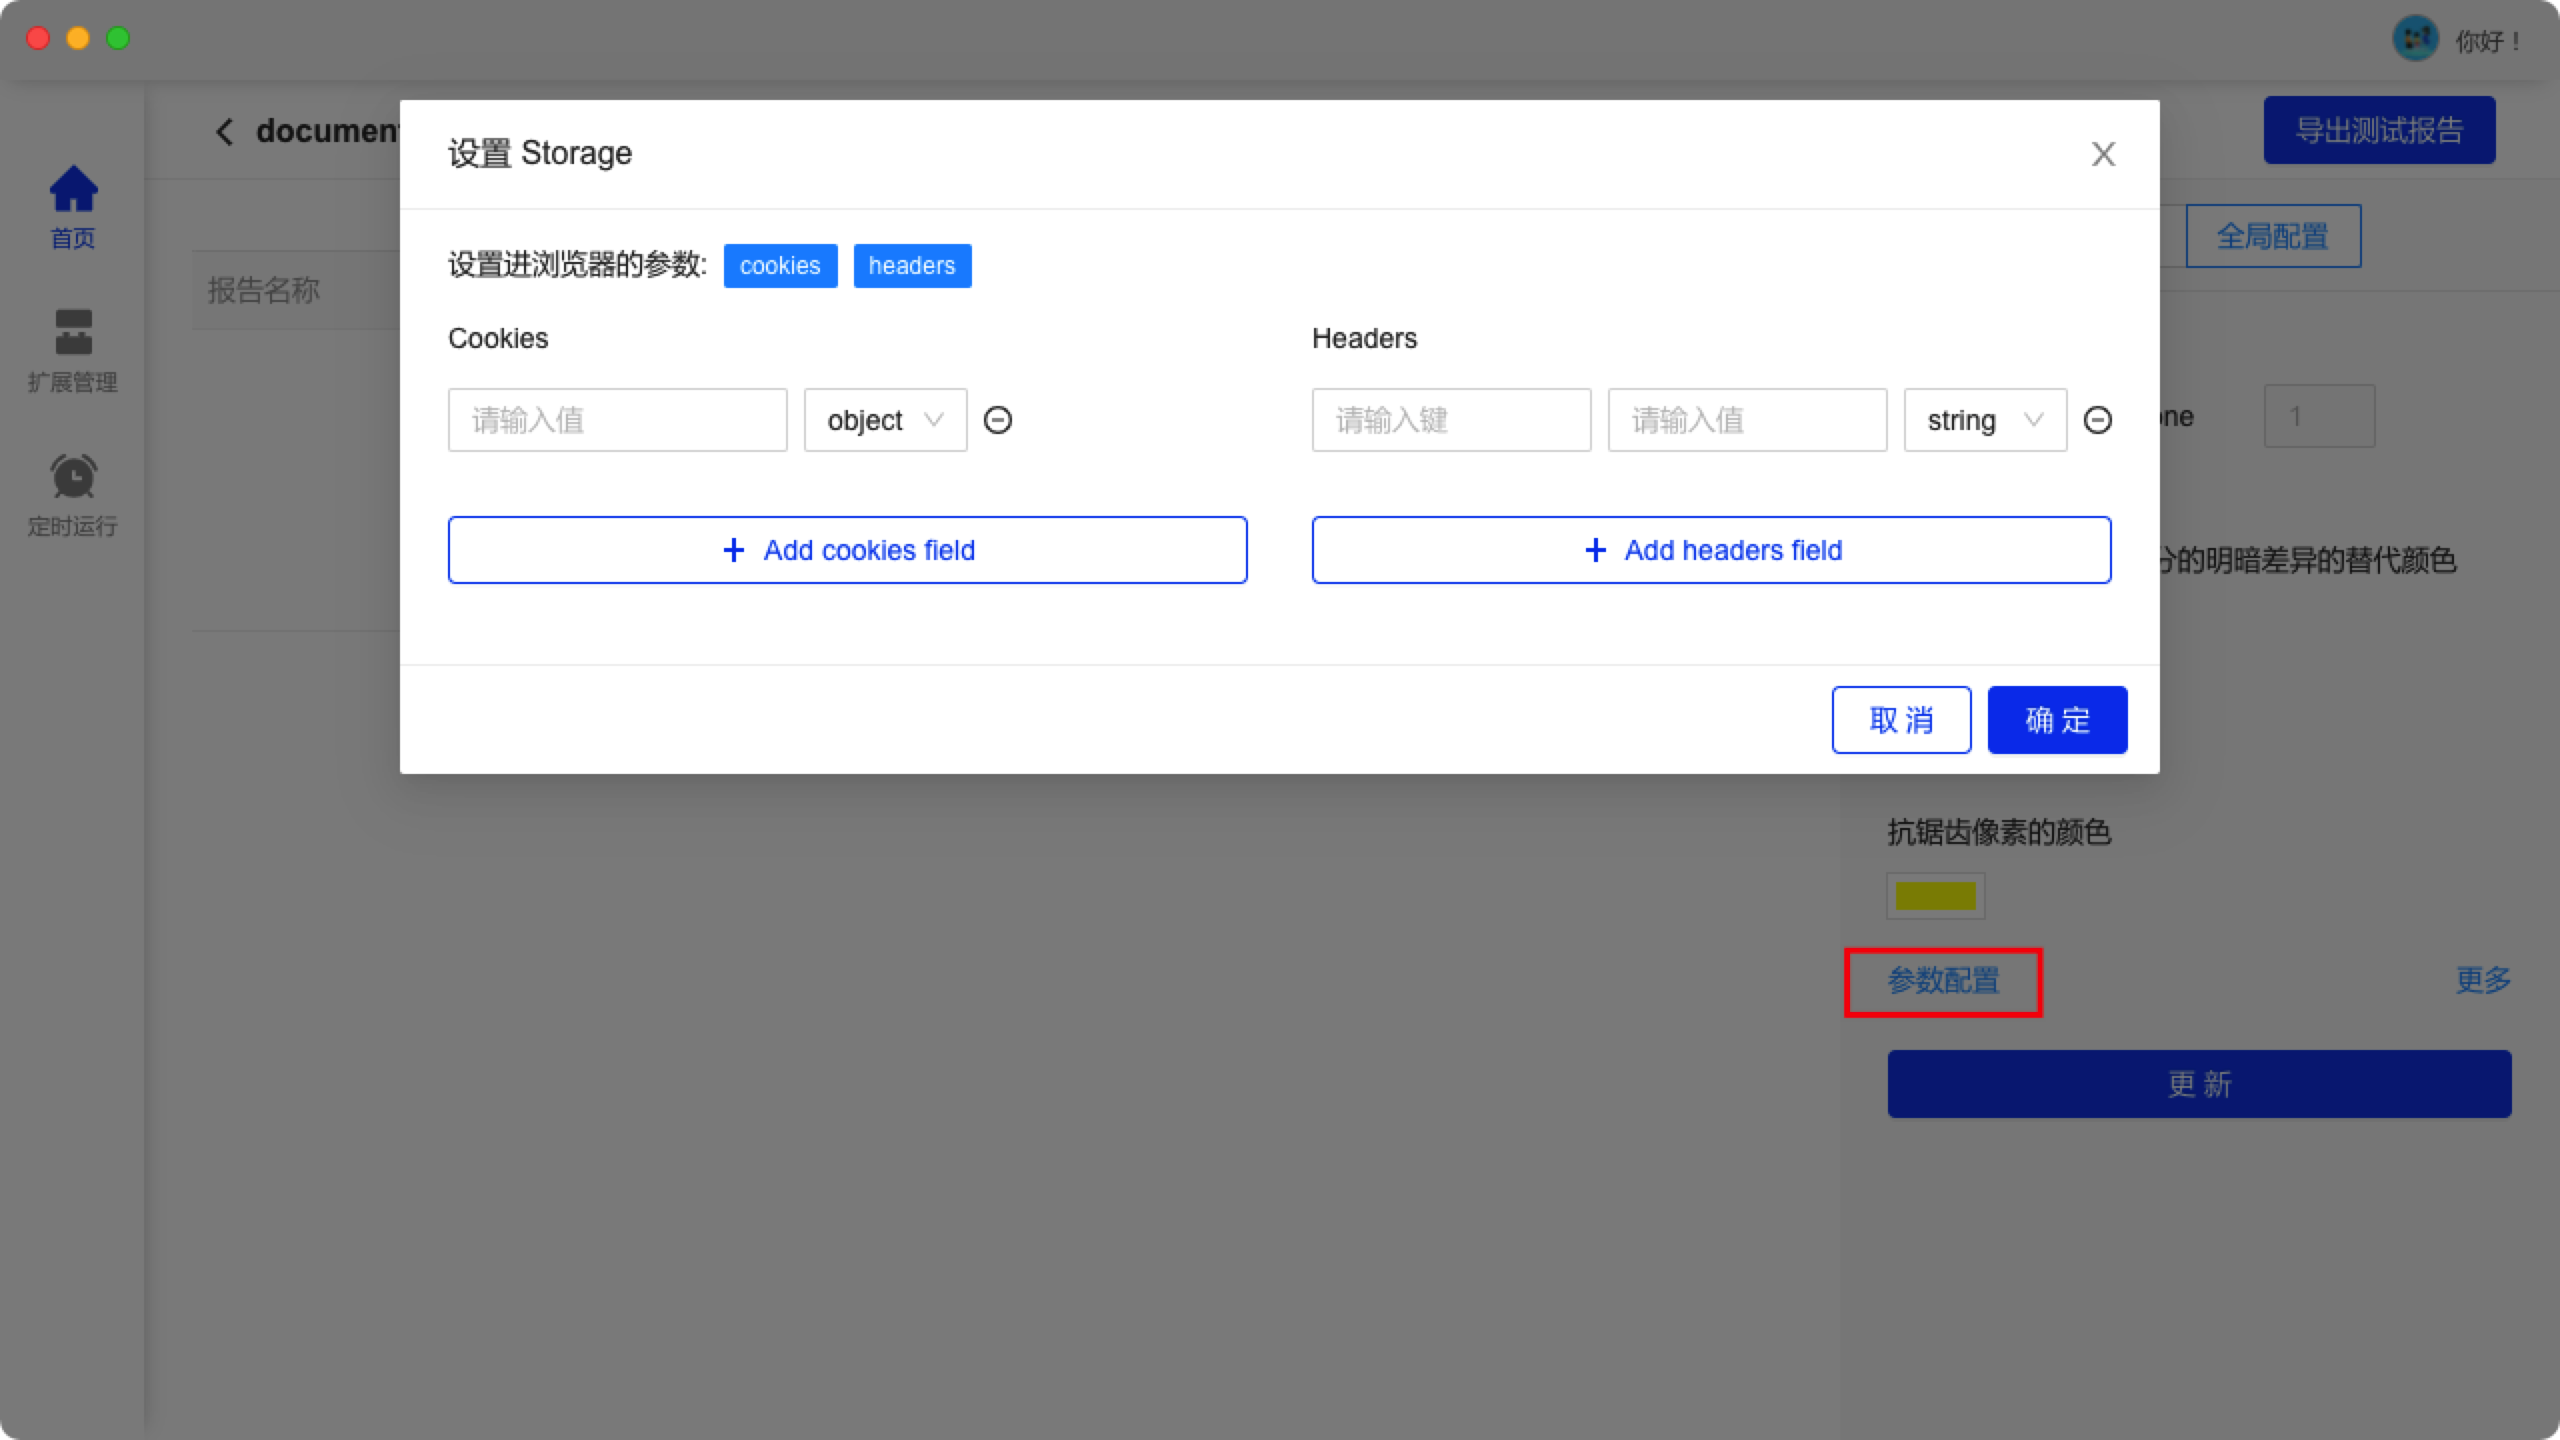 你好！
首页
扩展管理
定时运行
documen
导出测试报告
全局配置
报告名称
设置 Storage
设置进浏览器的参数: cookies headers
Cookies
Headers
请输入值 object
请输入键 请输入值 string
+ Add cookies field
+ Add headers field
取 消 确 定
ne 1
分的明暗差异的替代颜色
抗锯齿像素的颜色
参数配置 更多
更 新